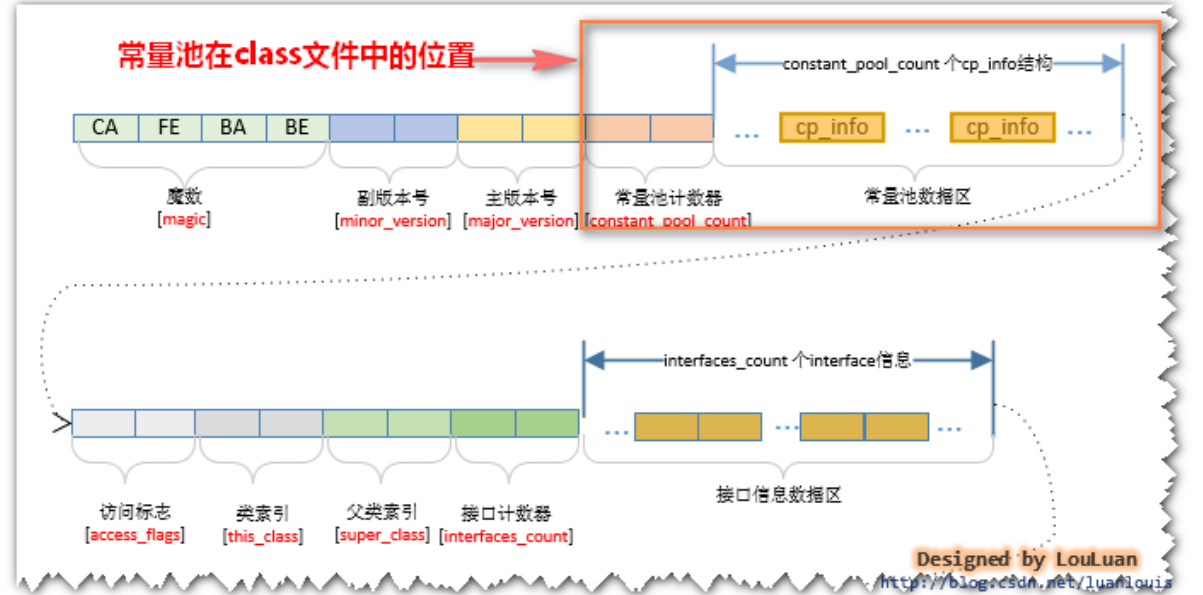 常量池在class文件中的位置
constant_pool_count 个cp_info结构
CA FE BA BE ... cp_info ... cp_info ...
魔数 副版本号 主版本号 常量池计数器 常量池数据区
[magic] [minor_version] [major_version] [constant_pool_count]
interfaces_count 个interface信息
... ... ...
访问标志 类索引 父类索引 接口计数器 接口信息数据区
[access_flags] [this_class] [super_class] [interfaces_count]
Designed by LouLuan
http://blog.csdn.net/luanlouis